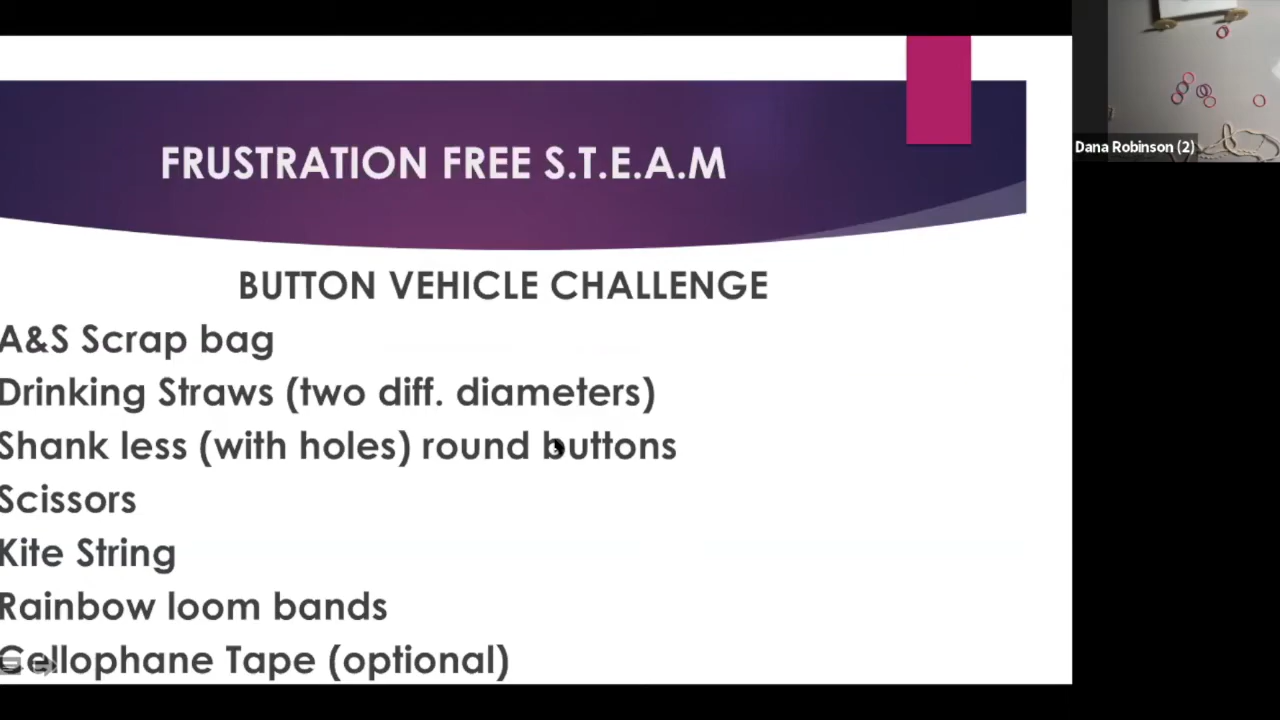 FRUSTRATION FREE S.T.E.A.M
BUTTON VEHICLE CHALLENGE
A&S Scrap bag
Drinking Straws (two diff. diameters)
Shank less (with holes) round buttons
Scissors
Kite String
Rainbow loom bands
Cellophane Tape (optional)
Dana Robinson (2)